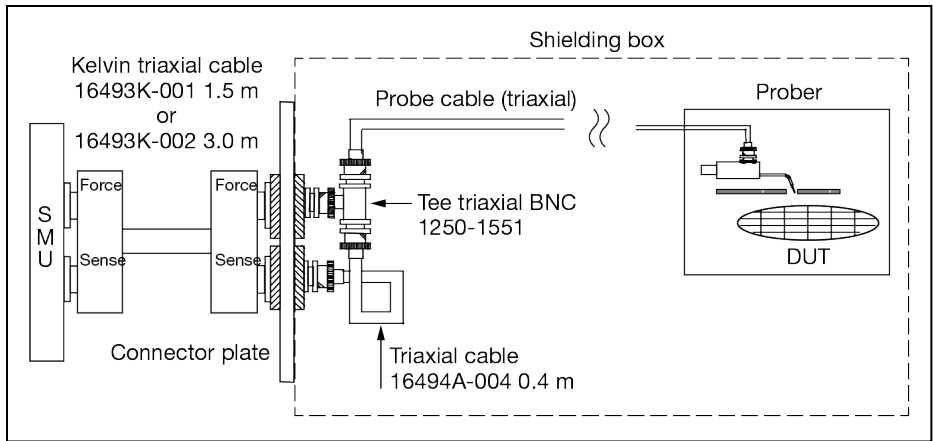 Shielding box
Kelvin triaxial cable
16493K-001 1.5 m
or
16493K-002 3.0 m
Probe cable (triaxial)
Prober
SMU
Force
Sense
Force
Sense
Tee triaxial BNC
1250-1551
DUT
Connector plate
Triaxial cable
16494A-004 0.4 m